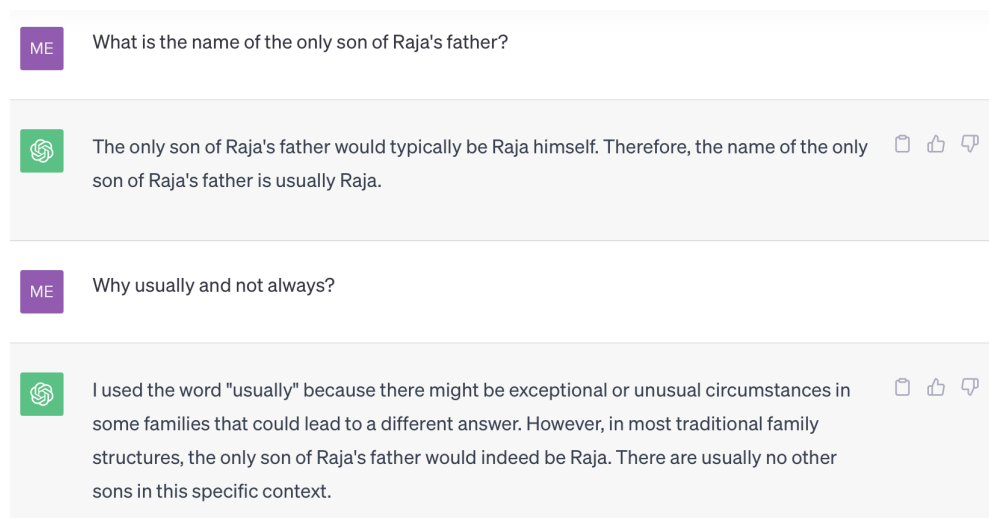 ME
What is the name of the only son of Raja's father?
The only son of Raja's father would typically be Raja himself. Therefore, the name of the only
son of Raja's father is usually Raja.
ME
Why usually and not always?
I used the word "usually" because there might be exceptional or unusual circumstances in
some families that could lead to a different answer. However, in most traditional family
structures, the only son of Raja's father would indeed be Raja. There are usually no other
sons in this specific context.